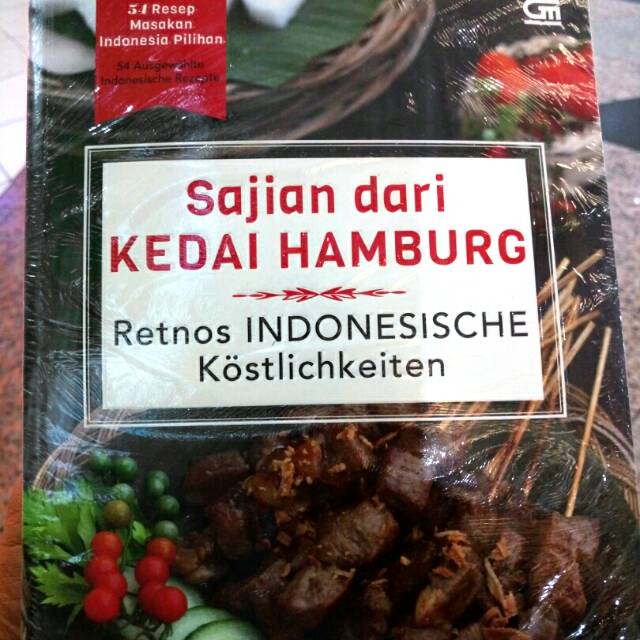 54 Resep
Masakan
Indonesia Pilihan
54 Ausgewählte
Indonesische Rezepte
Sajian dari
KEDAI HAMBURG
Retnos INDONESISCHE
Köstlichkeiten